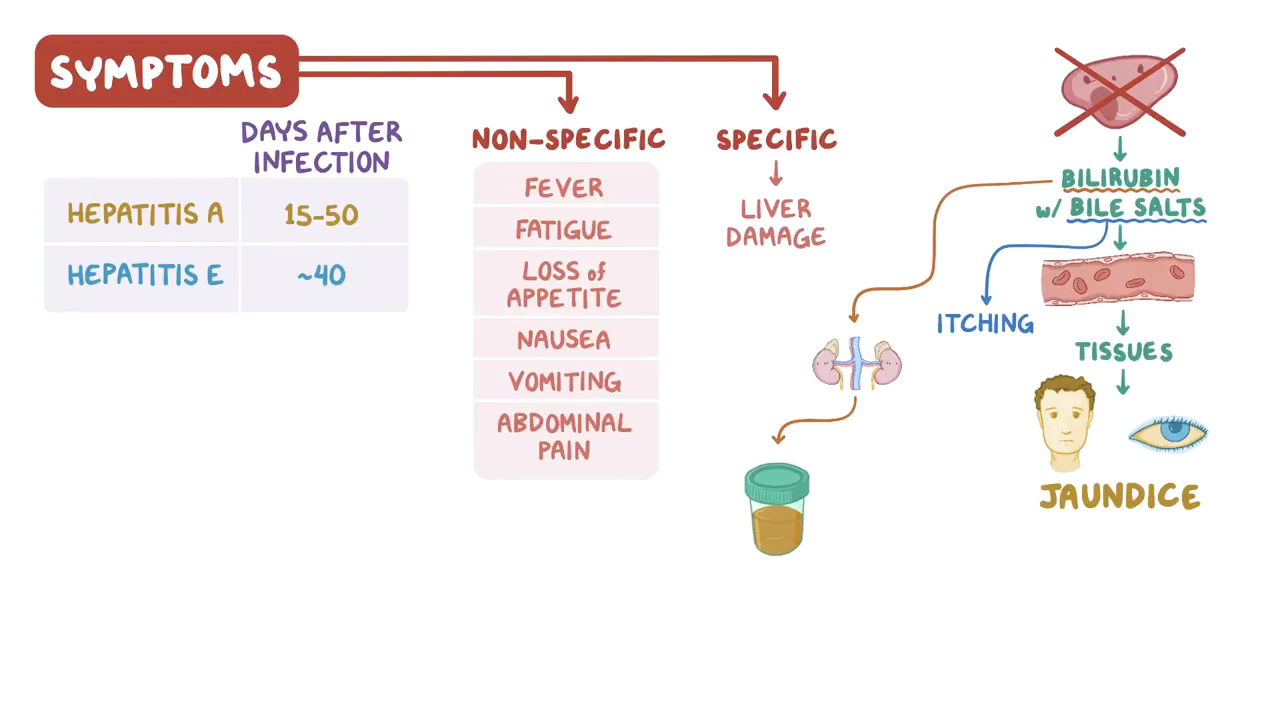 SYMPTOMS
DAYS AFTER
INFECTION
HEPATITIS A
15-50
HEPATITIS E
~40
NON-SPECIFIC
FEVER
FATIGUE
LOSS of
APPETITE
NAUSEA
VOMITING
ABDOMINAL
PAIN
SPECIFIC
LIVER
DAMAGE
BILIRUBIN
w/ BILE SALTS
ITCHING
TISSUES
JAUNDICE